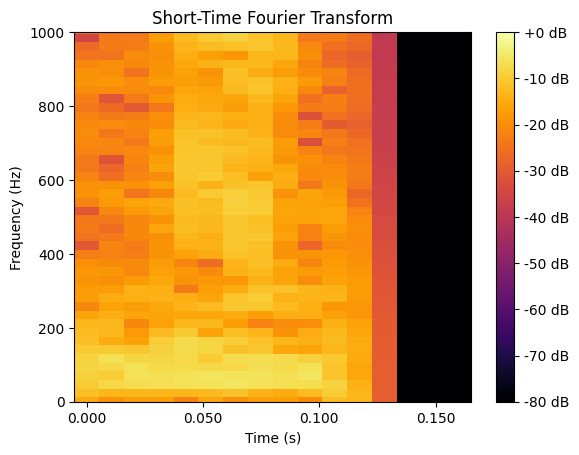 Short-Time Fourier Transform
1000
800
600
400
200
0
Frequency (Hz)
0.000
0.050
0.100
0.150
Time (s)
+0 dB
-10 dB
-20 dB
-30 dB
-40 dB
-50 dB
-60 dB
-70 dB
-80 dB